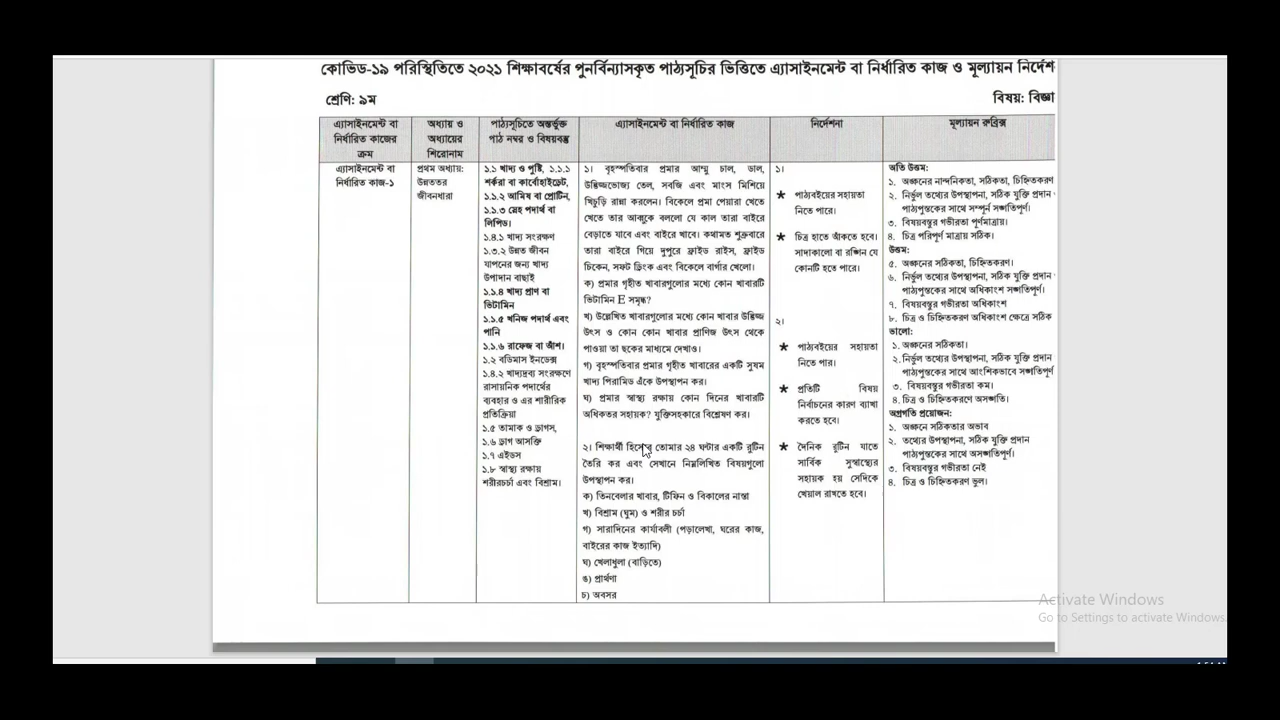 কোভিড-১৯ পরিস্থিতিতে ২০২১ শিক্ষাবর্ষের পুনর্বিন্যাসকৃত পাঠ্যসূচির ভিত্তিতে এ্যাসাইনমেন্ট বা নির্ধারিত কাজ ও মূল্যায়ন নির্দেশ
শ্রেণি: ৯ম
বিষয়: বিজ্ঞা
এ্যাসাইনমেন্ট বা
নির্ধারিত কাজের
ক্রম
অধ্যায় ও
অধ্যায়ের
শিরোনাম
পাঠ্যসূচিতে অন্তর্ভুক্ত
পাঠ নম্বর ও বিষয়বস্তু
এ্যাসাইনমেন্ট বা নির্ধারিত কাজ
নির্দেশনা
মূল্যায়ন রুব্রিক্স
এ্যাসাইনমেন্ট বা
নির্ধারিত কাজ-১
প্রথম অধ্যায়:
উন্নততর
জীবনধারা
১.১ খাদ্য ও পুষ্টি, ১.১.১
শর্করা বা কার্বোহাইড্রেট,
১.১.২ আমিষ বা প্রোটিন,
১.১.৩ স্নেহ পদার্থ বা
লিপিড।
১.৪.১ খাদ্য সংরক্ষণ
১.৩.২ উন্নত জীবন
যাপনের জন্য খাদ্য
উপাদান বাছাই
১.১.৪ খাদ্য প্রাণ বা
ভিটামিন
১.১.৫ খনিজ পদার্থ এবং
পানি
১.১.৬ রাফেজ বা আঁশ।
১.২ বডিমাস ইনডেক্স
১.৪.২ খাদ্যদ্রব্য সংরক্ষণে
রাসায়নিক পদার্থের
ব্যবহার ও এর শারীরিক
প্রতিক্রিয়া
১.৫ তামাক ও ড্রাগস,
১.৬ ড্রাগ আসক্তি
১.৭ এইডস
১.৮ স্বাস্থ্য রক্ষায়
শরীরচর্চা এবং বিশ্রাম।
১। বৃহস্পতিবার প্রমার আম্মু চাল, ডাল,
উদ্ভিজ্জভোজ্য তেল, সবজি এবং মাংস মিশিয়ে
খিচুড়ি রান্না করলেন। বিকেলে প্রমা পেয়ারা খেতে
খেতে তার আব্বুকে বললো যে কাল তারা বাইরে
বেড়াতে যাবে এবং বাইরে খাবে। কথামত শুক্রবারে
তারা বাইরে গিয়ে দুপুরে ফ্রাইড রাইস, ফ্রাইড
চিকেন, সফট ড্রিংক এবং বিকেলে বার্গার খেলো।
ক) প্রমার গৃহীত খাবারগুলোর মধ্যে কোন খাবারটি
ভিটামিন E সমৃদ্ধ?
খ) উল্লেখিত খাবারগুলোর মধ্যে কোন খাবার উদ্ভিজ্জ
উৎস ও কোন কোন খাবার প্রাণিজ উৎস থেকে
পাওয়া তা ছকের মাধ্যমে দেখাও।
গ) বৃহস্পতিবার প্রমার গৃহীত খাবারের একটি সুষম
খাদ্য পিরামিড এঁকে উপস্থাপন কর।
ঘ) প্রমার স্বাস্থ্য রক্ষায় কোন দিনের খাবারটি
অধিকতর সহায়ক? যুক্তিসহকারে বিশ্লেষণ কর।
২। শিক্ষার্থী হিসেবে তোমার ২৪ ঘন্টার একটি রুটিন
তৈরি কর এবং সেখানে নিম্নলিখিত বিষয়গুলো
উপস্থাপন কর।
ক) তিনবেলার খাবার, টিফিন ও বিকালের নাস্তা
খ) বিশ্রাম (ঘুম) ও শরীর চর্চা
গ) সারাদিনের কার্যাবলী (পড়ালেখা, ঘরের কাজ,
বাইরের কাজ ইত্যাদি)
ঘ) খেলাধুলা (বাড়িতে)
ঙ) প্রার্থণা
চ) অবসর
১।
★ পাঠ্যবইয়ের সহায়তা
নিতে পারে।
★ চিত্র হাতে আঁকতে হবে।
সাদাকালো বা রঙ্গিন যে
কোনটি হতে পারে।
২।
★ পাঠ্যবইয়ের সহায়তা
নিতে পার।
★ প্রতিটি বিষয়
নির্বাচনের কারণ ব্যাখা
করতে হবে।
★ দৈনিক রুটিন যাতে
সার্বিক সুস্বাস্থ্যের
সহায়ক হয় সেদিকে
খেয়াল রাখতে হবে।
অতি উত্তম:
১. অঙ্কনের নান্দনিকতা, সঠিকতা, চিহ্নিতকরণ
২. নির্ভুল তথ্যের উপস্থাপনা, সঠিক যুক্তি প্রদান
পাঠ্যপুস্তকের সাথে সম্পূর্ন সঙ্গতিপূর্ণ।
৩. বিষয়বস্তুর গভীরতা পূর্ণমাত্রায়।
৪. চিত্র পরিপূর্ণ মাত্রায় সঠিক।
উত্তম:
৫. অঙ্কনের সঠিকতা, চিহ্নিতকরণ।
৬. নির্ভুল তথ্যের উপস্থাপনা, সঠিক যুক্তি প্রদান
পাঠ্যপুস্তকের সাথে অধিকাংশ সঙ্গতিপূর্ণ।
৭. বিষয়বস্তুর গভীরতা অধিকাংশ
৮. চিত্র ও চিহ্নিতকরণ অধিকাংশ ক্ষেত্রে সঠিক
ভালো:
১. অঙ্কনের সঠিকতা।
২. নির্ভুল তথ্যের উপস্থাপনা, সঠিক যুক্তি প্রদান
পাঠ্যপুস্তকের সাথে আংশিকভাবে সঙ্গতিপূর্ণ
৩. বিষয়বস্তুর গভীরতা কম।
৪. চিত্র ও চিহ্নিতকরণে অসঙ্গতি।
অগ্রগতি প্রয়োজন:
১. অঙ্কনে সঠিকতার অভাব
২. তথ্যের উপস্থাপনা, সঠিক যুক্তি প্রদান
পাঠ্যপুস্তকের সাথে অসঙ্গতিপূর্ণ।
৩. বিষয়বস্তুর গভীরতা নেই
৪. চিত্র ও চিহ্নিতকরণ ভুল।
Activate Windows
Go to Settings to activate Windows.